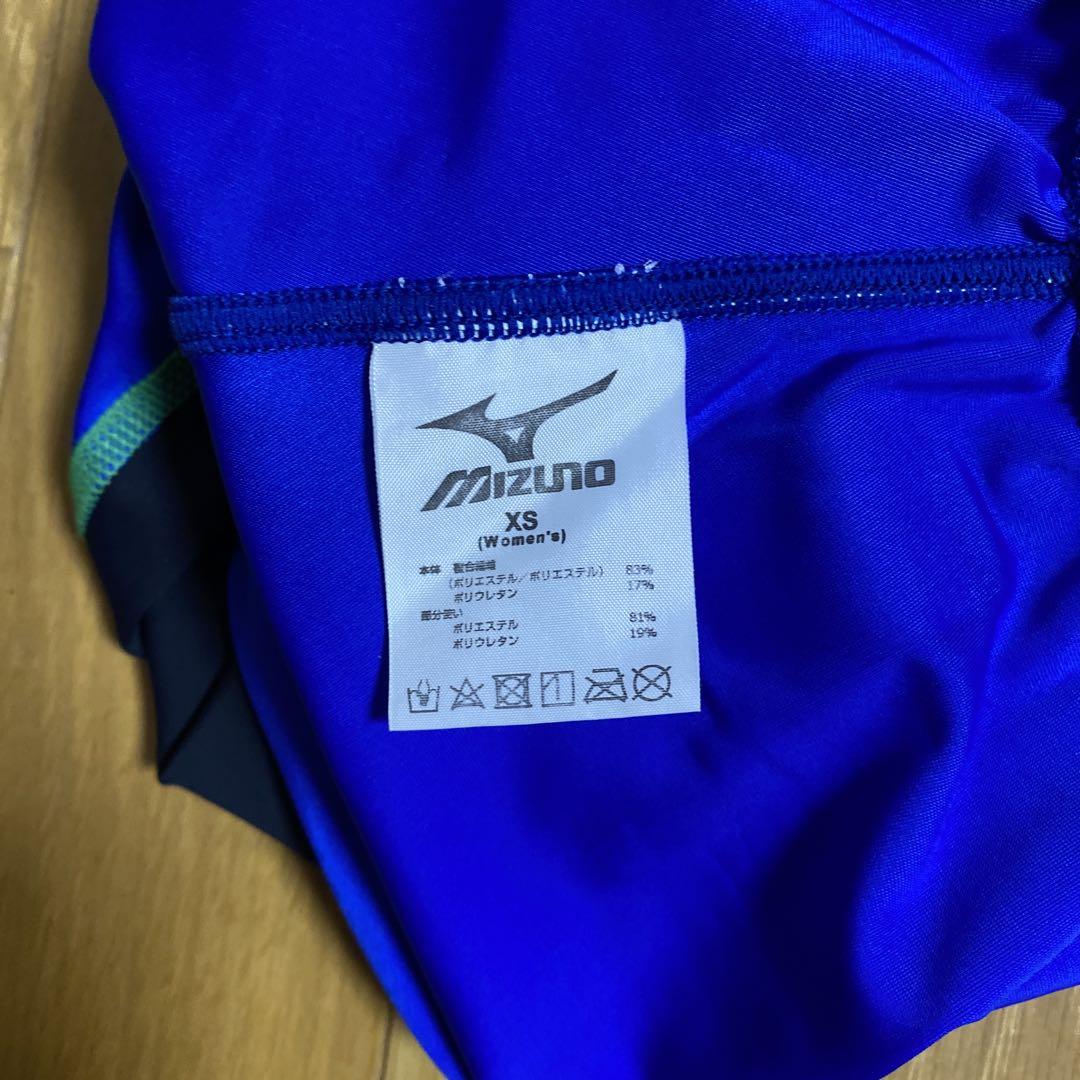 MIZUNO
XS
(Women's)
本体 複合繊維
(ポリエステル/ポリエステル) 83%
ポリウレタン 17%
部分使い
ポリエステル 81%
ポリウレタン 19%